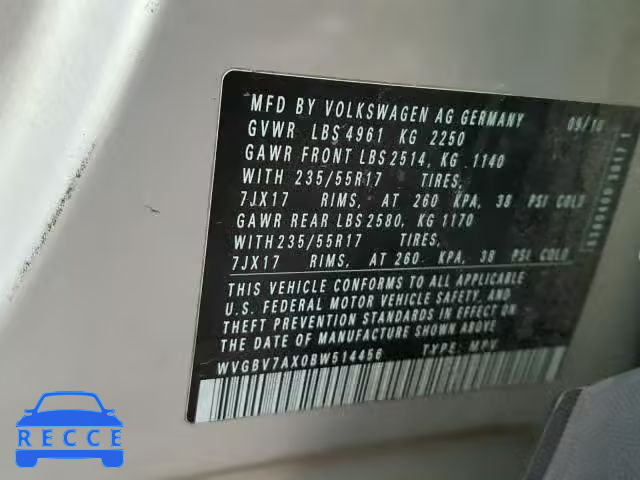 MFD BY VOLKSWAGEN AG GERMANY 09/10
GVWR LBS 4961 KG 2250
GAWR FRONT LBS 2514, KG 1140
WITH 235/55R17 TIRES,
7JX17 RIMS, AT 260 KPA, 38 PSI COLD
GAWR REAR LBS 2580, KG 1170
WITH 235/55R17 TIRES,
7JX17 RIMS, AT 260 KPA, 38 PSI COLD
THIS VEHICLE CONFORMS TO ALL APPLICABLE
U.S. FEDERAL MOTOR VEHICLE SAFETY, AND
THEFT PREVENTION STANDARDS IN EFFECT ON
THE DATE OF MANUFACTURE SHOWN ABOVE
WVGBV7AX0BW514456 TYPE: MPV
RECCE